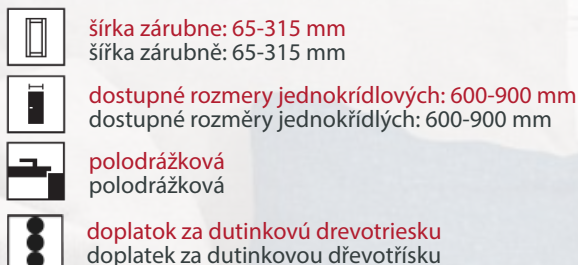 šírka zárubne: 65-315 mm
šířka zárubně: 65-315 mm
dostupné rozmery jednokrídlových: 600-900 mm
dostupné rozměry jednokřídlých: 600-900 mm
polodrážková
polodrážková
doplatok za dutinkovú drevotriesku
doplatek za dutinkovou dřevotřísku